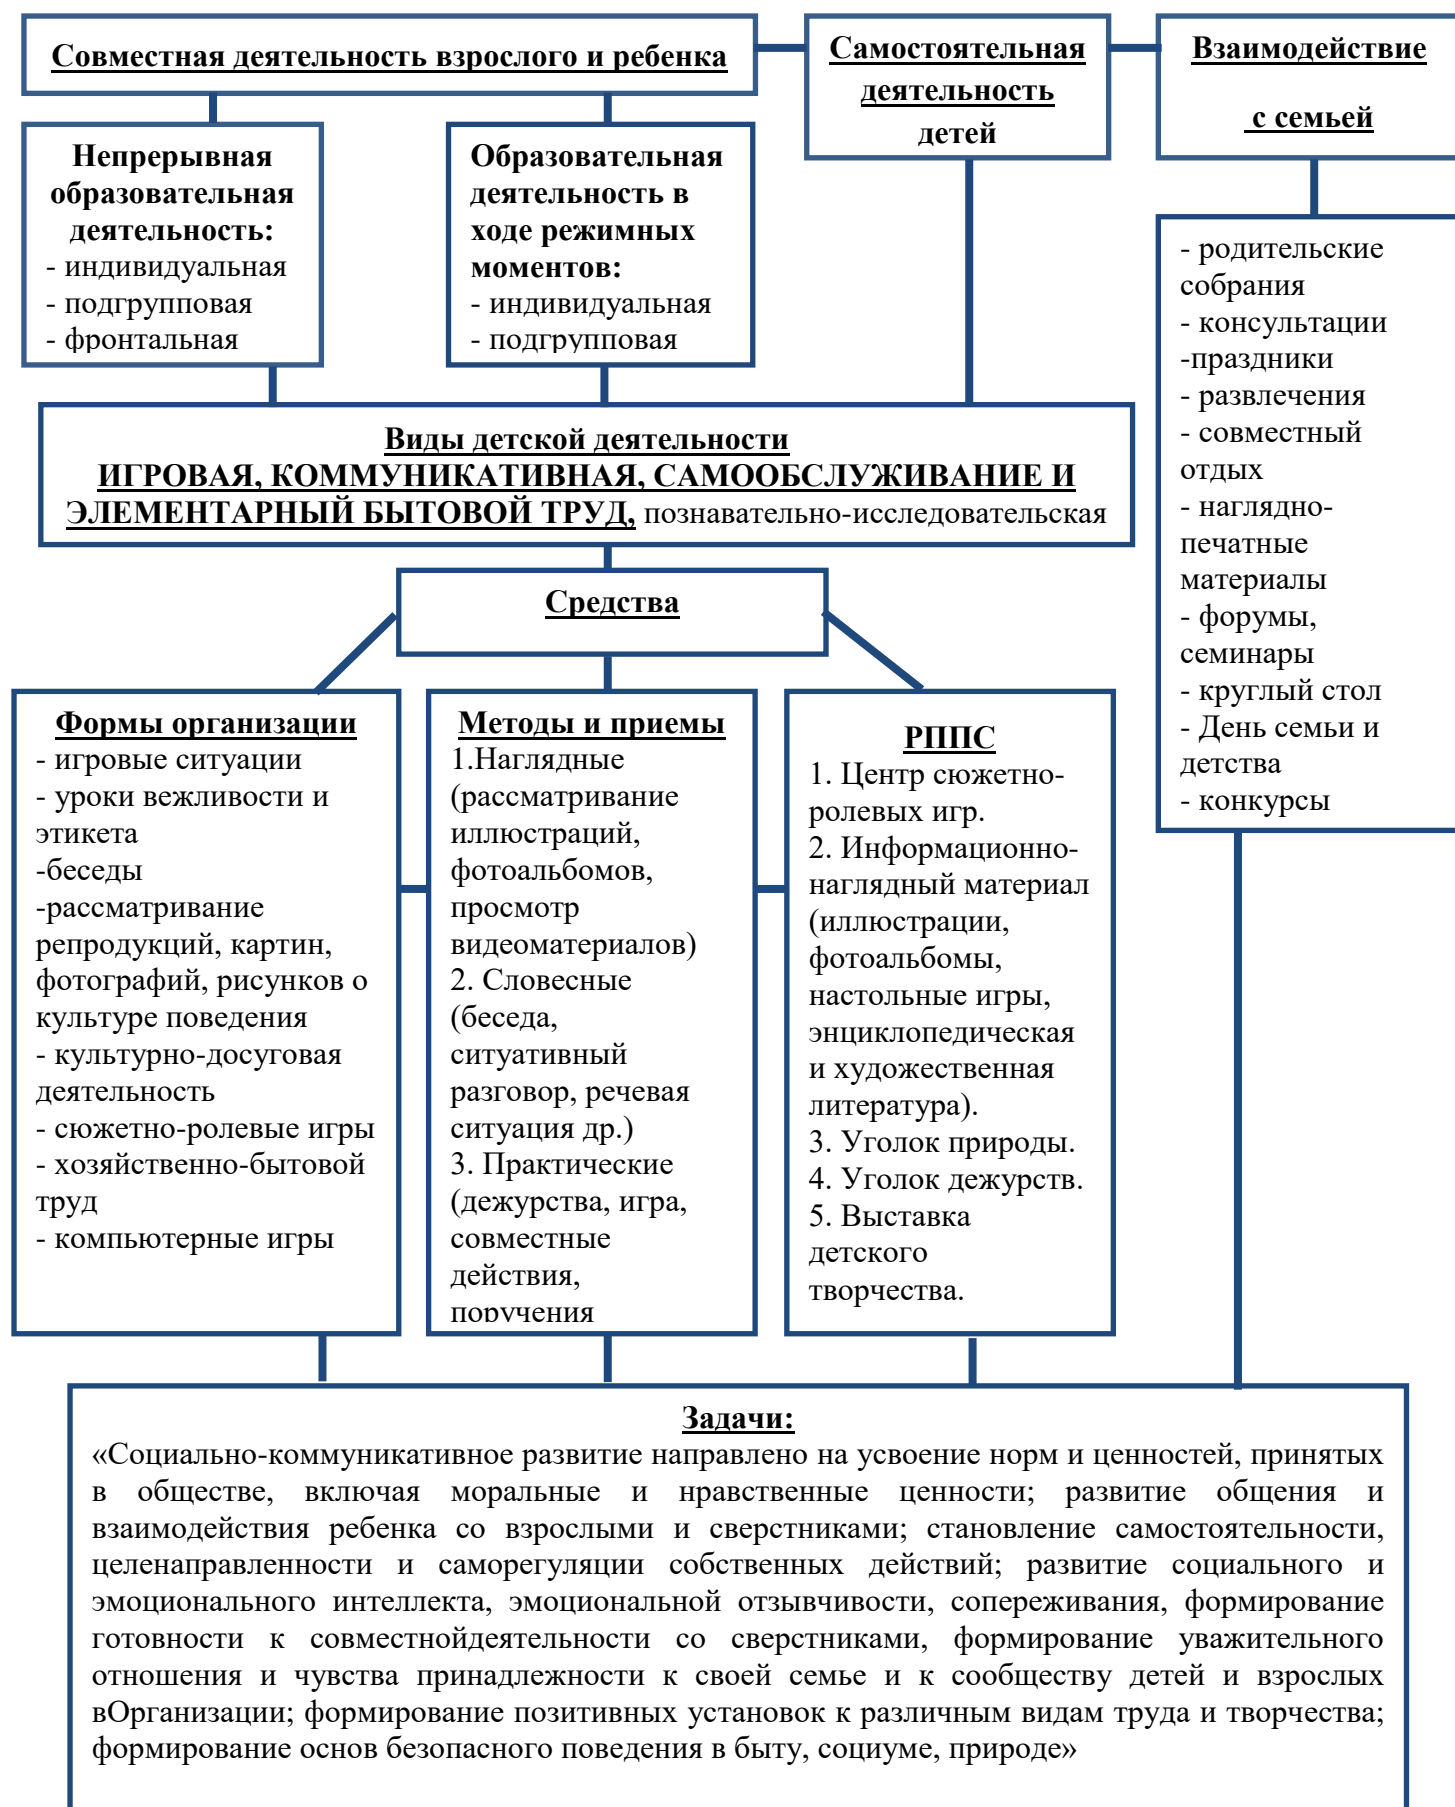 Совместная деятельность взрослого и ребенка
Самостоятельная
деятельность
детей
Взаимодействие
с семьей
Непрерывная
образовательная
деятельность:
- индивидуальная
- подгрупповая
- фронтальная
Образовательная
деятельность в
ходе режимных
моментов:
- индивидуальная
- подгрупповая
- родительские
собрания
- консультации
-праздники
- развлечения
- совместный
отдых
- наглядно-
печатные
материалы
- форумы,
семинары
- круглый стол
- День семьи и
детства
- конкурсы
Виды детской деятельности
ИГРОВАЯ, КОММУНИКАТИВНАЯ, САМООБСЛУЖИВАНИЕ И
ЭЛЕМЕНТАРНЫЙ БЫТОВОЙ ТРУД, познавательно-исследовательская
Средства
Формы организации
- игровые ситуации
- уроки вежливости и
этикета
-беседы
-рассматривание
репродукций, картин,
фотографий, рисунков о
культуре поведения
- культурно-досуговая
деятельность
- сюжетно-ролевые игры
- хозяйственно-бытовой
труд
- компьютерные игры
Методы и приемы
1.Наглядные
(рассматривание
иллюстраций,
фотоальбомов,
просмотр
видеоматериалов)
2. Словесные
(беседа,
ситуативный
разговор, речевая
ситуация др.)
3. Практические
(дежурства, игра,
совместные
действия,
поручения
РППС
1. Центр сюжетно-
ролевых игр.
2. Информационно-
наглядный материал
(иллюстрации,
фотоальбомы,
настольные игры,
энциклопедическая
и художественная
литература).
3. Уголок природы.
4. Уголок дежурств.
5. Выставка
детского
творчества.
Задачи:
«Социально-коммуникативное развитие направлено на усвоение норм и ценностей, принятых
в обществе, включая моральные и нравственные ценности; развитие общения и
взаимодействия ребенка со взрослыми и сверстниками; становление самостоятельности,
целенаправленности и саморегуляции собственных действий; развитие социального и
эмоционального интеллекта, эмоциональной отзывчивости, сопереживания, формирование
готовности к совместнойдеятельности со сверстниками, формирование уважительного
отношения и чувства принадлежности к своей семье и к сообществу детей и взрослых
вОрганизации; формирование позитивных установок к различным видам труда и творчества;
формирование основ безопасного поведения в быту, социуме, природе»